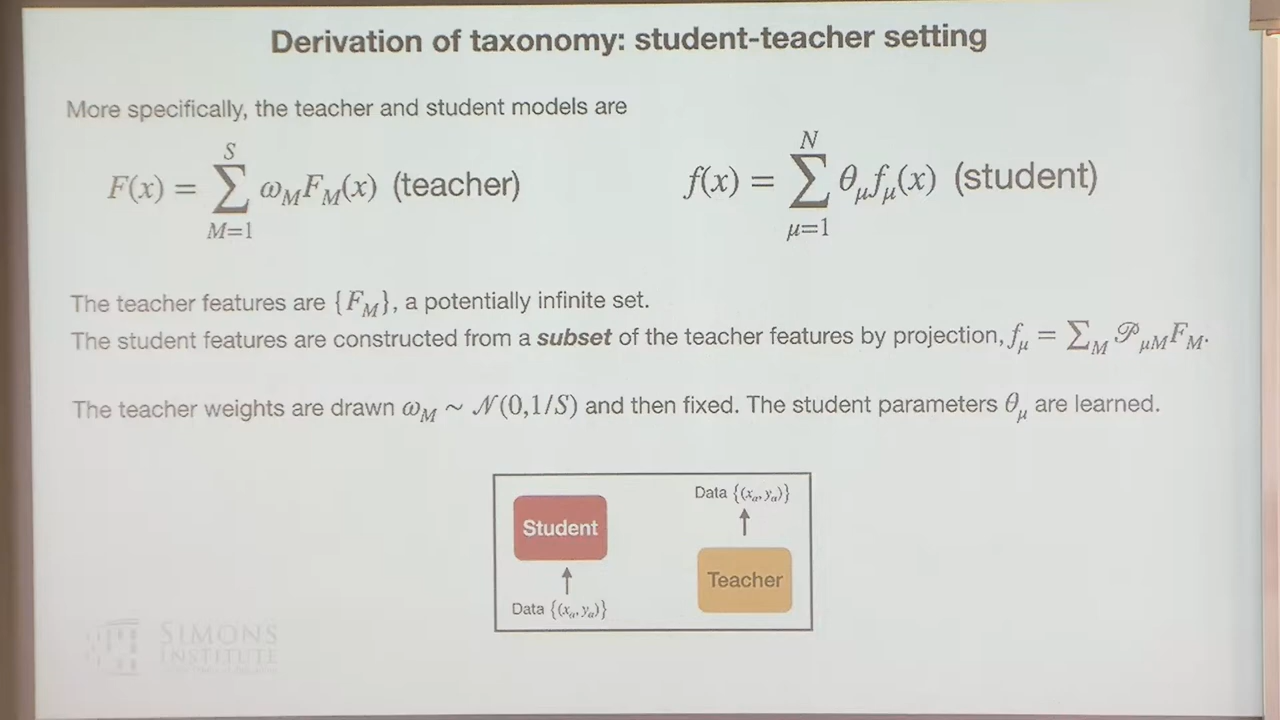 Derivation of taxonomy: student-teacher setting
More specifically, the teacher and student models are
F(x) = ∑_{M=1}^{S} ω_M F_M(x) (teacher)
f(x) = ∑_{μ=1}^{N} θ_μ f_μ(x) (student)
The teacher features are {F_M}, a potentially infinite set.
The student features are constructed from a subset of the teacher features by projection, f_μ = ∑_M 𝒫_{μM} F_M.
The teacher weights are drawn ω_M ~ 𝒩(0,1/S) and then fixed. The student parameters θ_μ are learned.
Data {(x_a, y_a)}
Student
Teacher
Data {(x_a, y_a)}
SIMONS
INSTITUTE